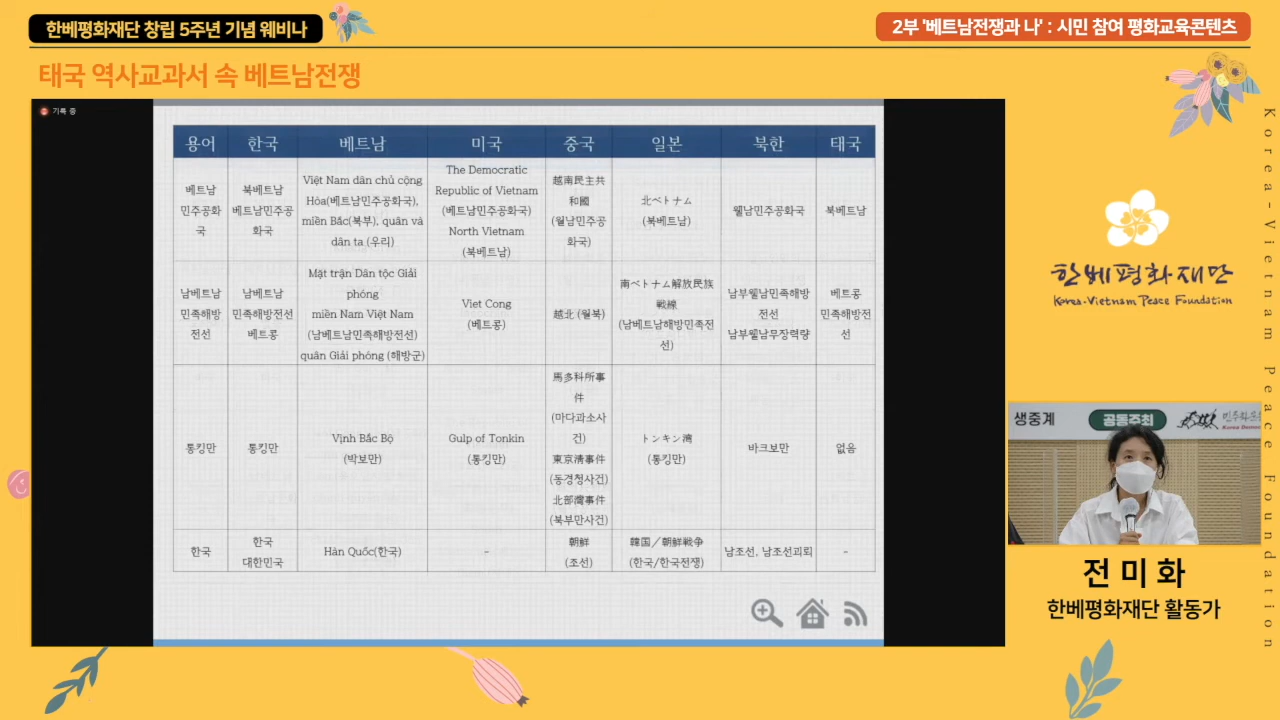 한베평화재단 창립 5주년 기념 웨비나
2부 '베트남전쟁과 나' : 시민 참여 평화교육콘텐츠
태국 역사교과서 속 베트남전쟁
기록 중
용어 한국 베트남 미국 중국 일본 북한 태국
베트남
민주공화
국
북베트남
베트남민주공
화국
Việt Nam dân chủ cộng
Hòa(베트남민주공화국),
miền Bắc(북부), quân và
dân ta (우리)
The Democratic
Republic of Vietnam
(베트남민주공화국)
North Vietnam
(북베트남)
越南民主共
和國
(월남민주공
화국)
北ベトナム
(북베트남)
웰남민주공화국
북베트남
남베트남
민족해방
전선
남베트남
민족해방전선
베트콩
Mặt trận Dân tộc Giải
phóng
miền Nam Việt Nam
(남베트남민족해방전선)
quân Giải phóng (해방군)
Viet Cong
(베트콩)
越北 (월북)
南ベトナム解放民族
戦線
(남베트남해방민족전
선)
남부웰남민족해방
전선
남부웰남무장력량
베트콩
민족해방전
선
통킹만
통킹만
Vịnh Bắc Bộ
(박보만)
Gulp of Tonkin
(통킹만)
馬多科所事
件
(마다과소사
건)
東京清事件
(동경청사건)
北部灣事件
(북부만사건)
トンキン湾
(통킹만)
바크보만
없음
한국
한국
대한민국
Hàn Quốc(한국)
-
朝鮮
(조선)
韓国／朝鮮戦争
(한국/한국전쟁)
남조선, 남조선괴뢰
-
한베평화재단
Korea-Vietnam Peace Foundation
Korea-Vietnam Peace Foundation
생중계
공동주최
전 미 화
한베평화재단 활동가